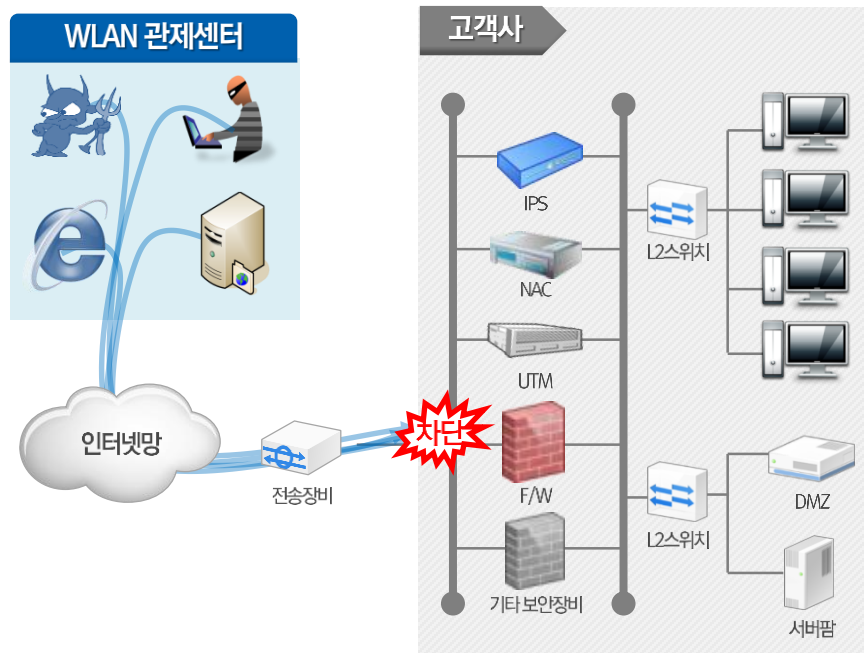 WLAN 관제센터
고객사
IPS
L2스위치
NAC
UTM
차단
인터넷망
F/W
전송장비
DMZ
L2스위치
기타 보안장비
서버팜